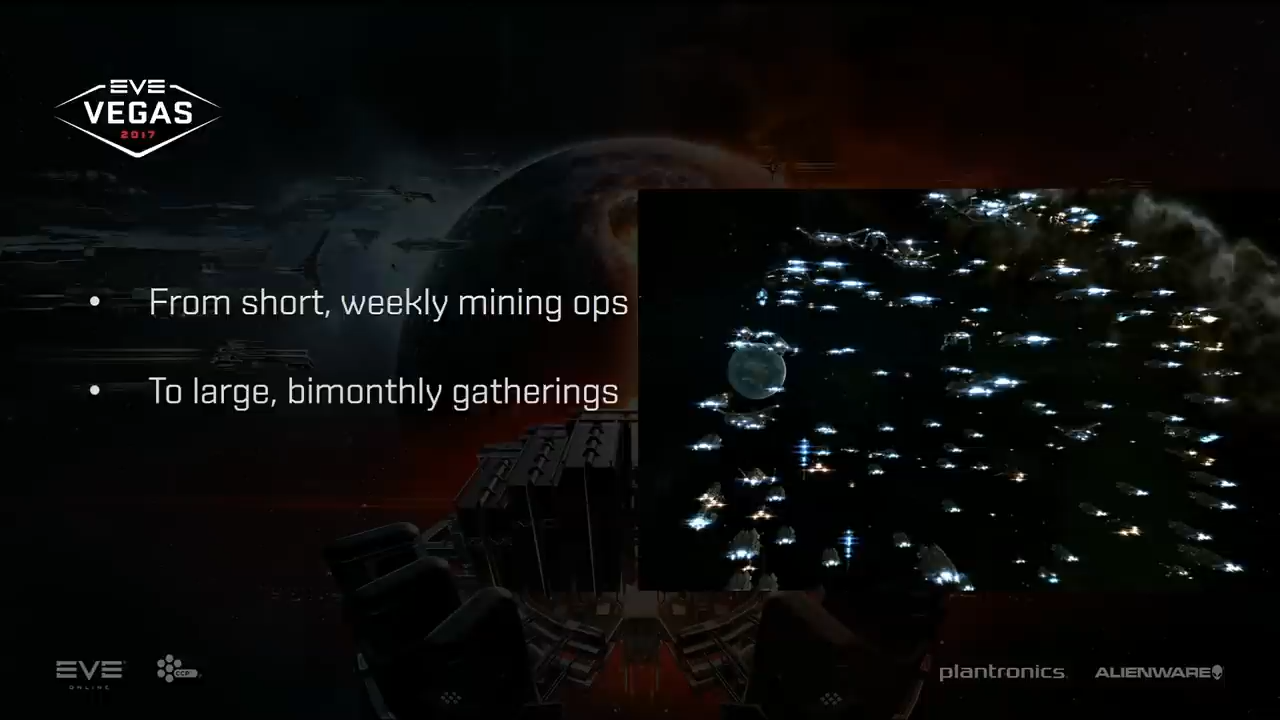 EVE
VEGAS
2017
• From short, weekly mining ops
• To large, bimonthly gatherings
EVE
ONLINE
CCP
plantronics
ALIENWARE